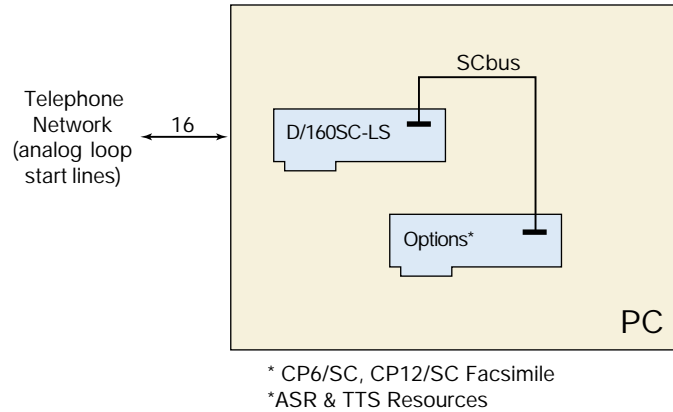 SCbus
Telephone
Network
(analog loop
start lines)
16
D/160SC-LS
Options*
PC
* CP6/SC, CP12/SC Facsimile
*ASR & TTS Resources